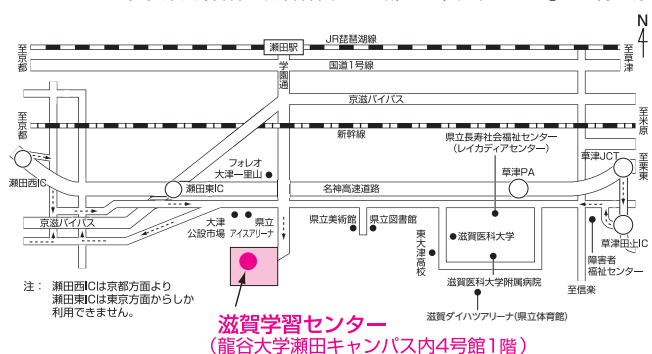 N
JR琵琶湖線
瀬田駅
至京都
至草津
国道1号線
学園通
京滋バイパス
至米原
至京都
新幹線
県立長寿社会福祉センター
(レイカディアセンター)
草津JCT
至栗東
フォレオ
大津一里山
瀬田西IC
瀬田東IC
名神高速道路
草津PA
京滋バイパス
大津
公設市場
県立
アイスアリーナ
県立美術館
県立図書館
東大津高校
滋賀医科大学
草津田上IC
障害者
福祉センター
滋賀医科大学附属病院
至信楽
滋賀ダイハツアリーナ(県立体育館)
注: 瀬田西ICは京都方面より
瀬田東ICは東京方面からしか
利用できません。
滋賀学習センター
(龍谷大学瀬田キャンパス内4号館1階)